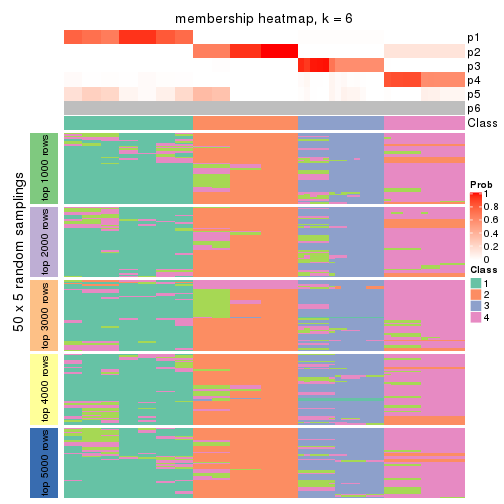 membership heatmap, k = 6
p1
p2
p3
p4
p5
p6
Class
50 x 5 random samplings
top 1000 rows
top 2000 rows
top 3000 rows
top 4000 rows
top 5000 rows
Prob
1
0.8
0.6
0.4
0.2
0
Class
1
2
3
4